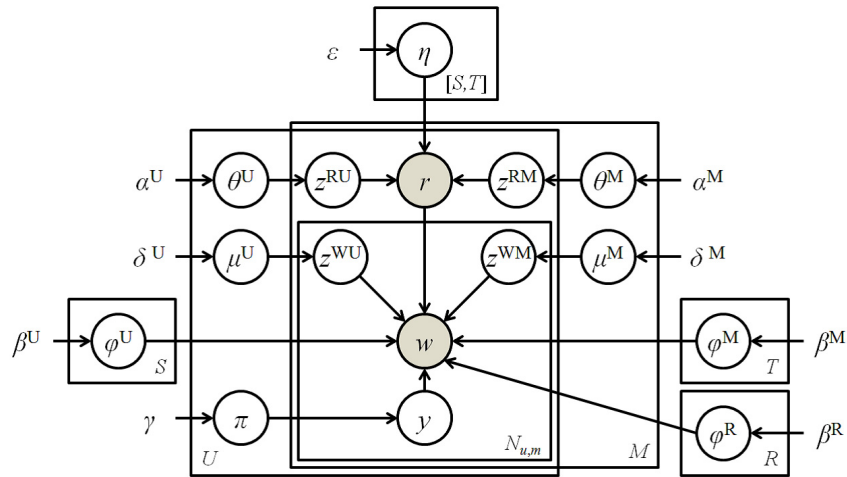 ε η
[S,T]
α^U θ^U z^RU r z^RM θ^M α^M
δ^U μ^U z^WU z^WM μ^M δ^M
β^U φ^U S w φ^M T β^M
γ π y
U N_u,m M φ^R R β^R